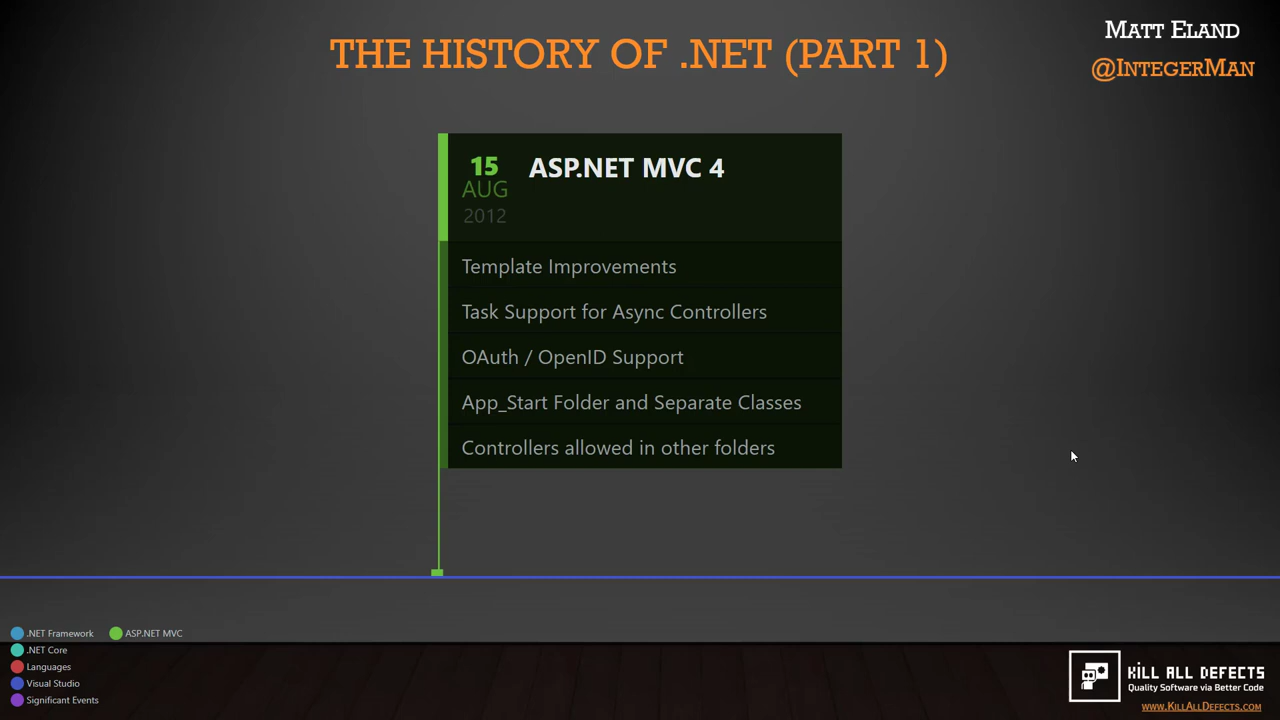 THE HISTORY OF .NET (PART 1)
MATT ELAND
@INTEGERMAN
15
AUG
2012
ASP.NET MVC 4
Template Improvements
Task Support for Async Controllers
OAuth / OpenID Support
App_Start Folder and Separate Classes
Controllers allowed in other folders
.NET Framework
ASP.NET MVC
.NET Core
Languages
Visual Studio
Significant Events
KILL ALL DEFECTS
Quality Software via Better Code
WWW.KILLALLDEFECTS.COM